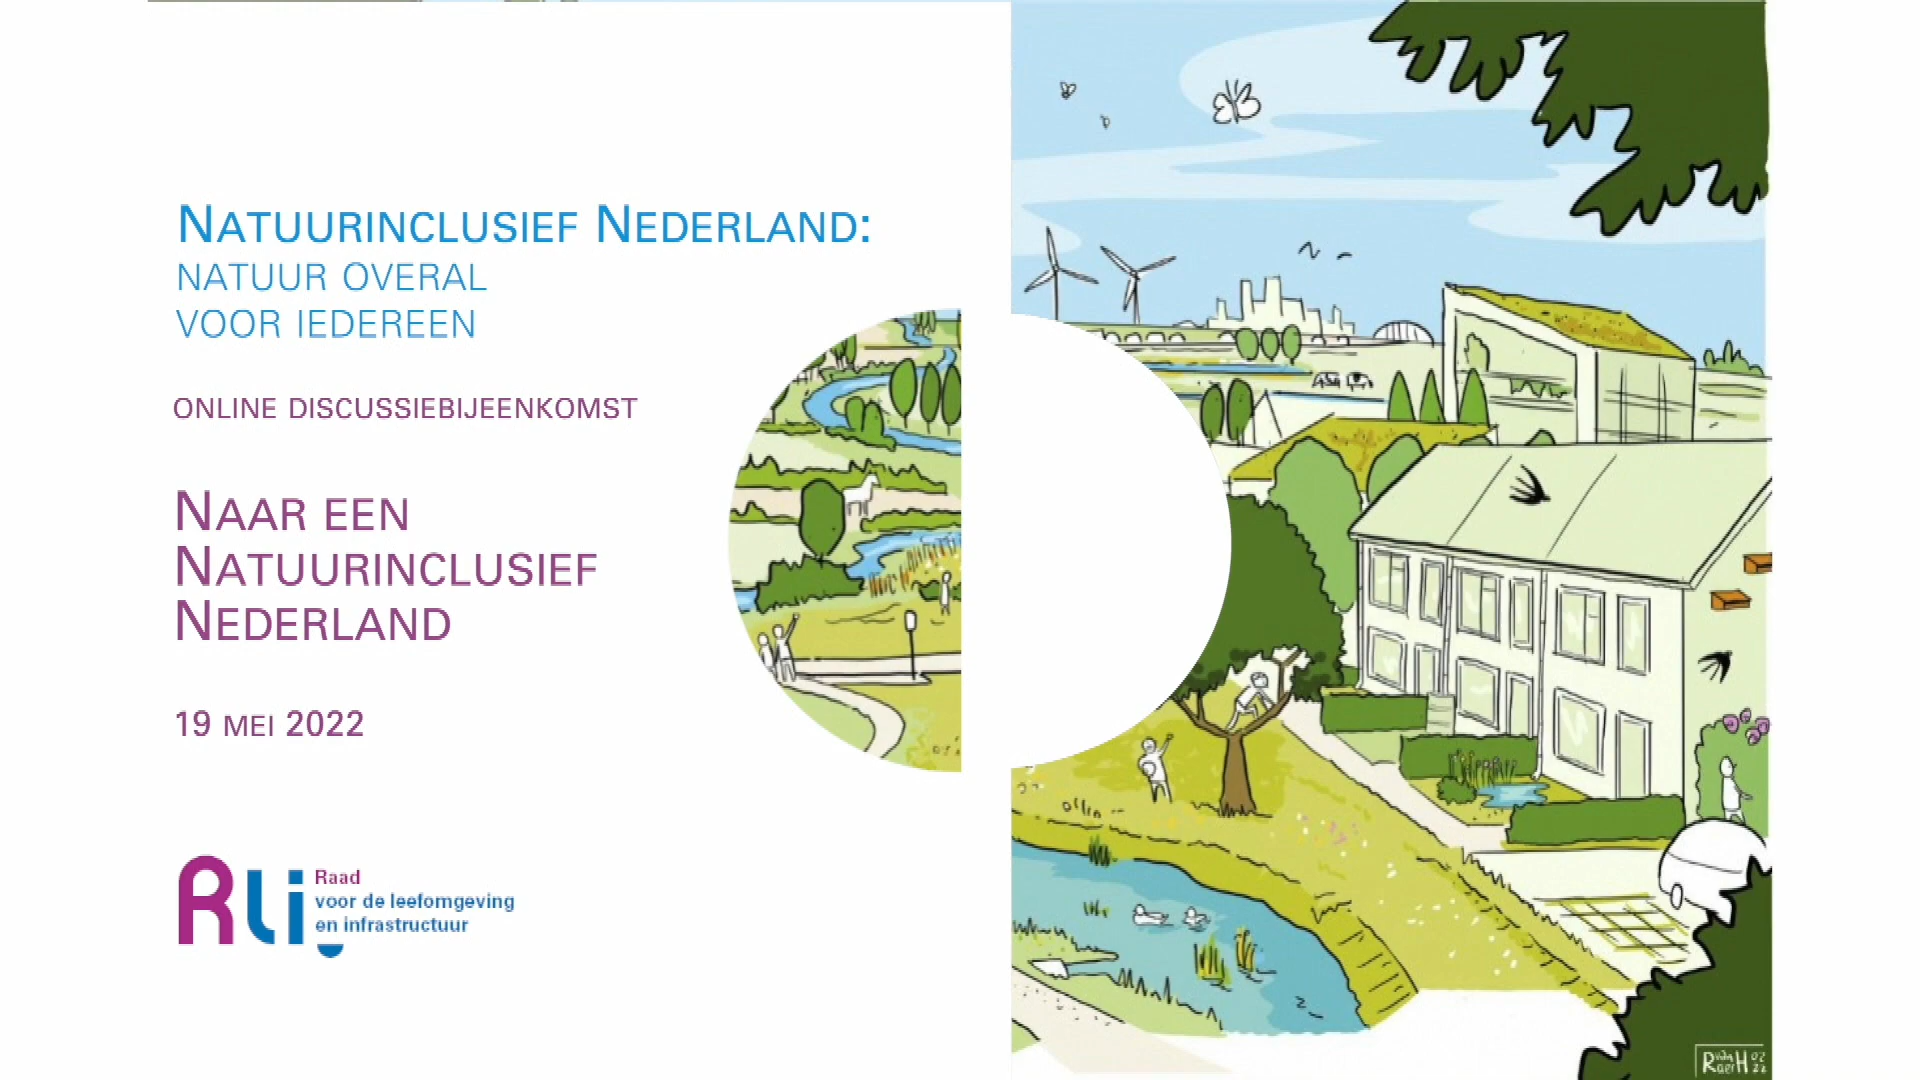 NATUURINCLUSIEF NEDERLAND:
NATUUR OVERAL
VOOR IEDEREEN
ONLINE DISCUSSIEBIJEENKOMST
NAAR EEN
NATUURINCLUSIEF
NEDERLAND
19 MEI 2022
Rli Raad
voor de leefomgeving
en infrastructuur